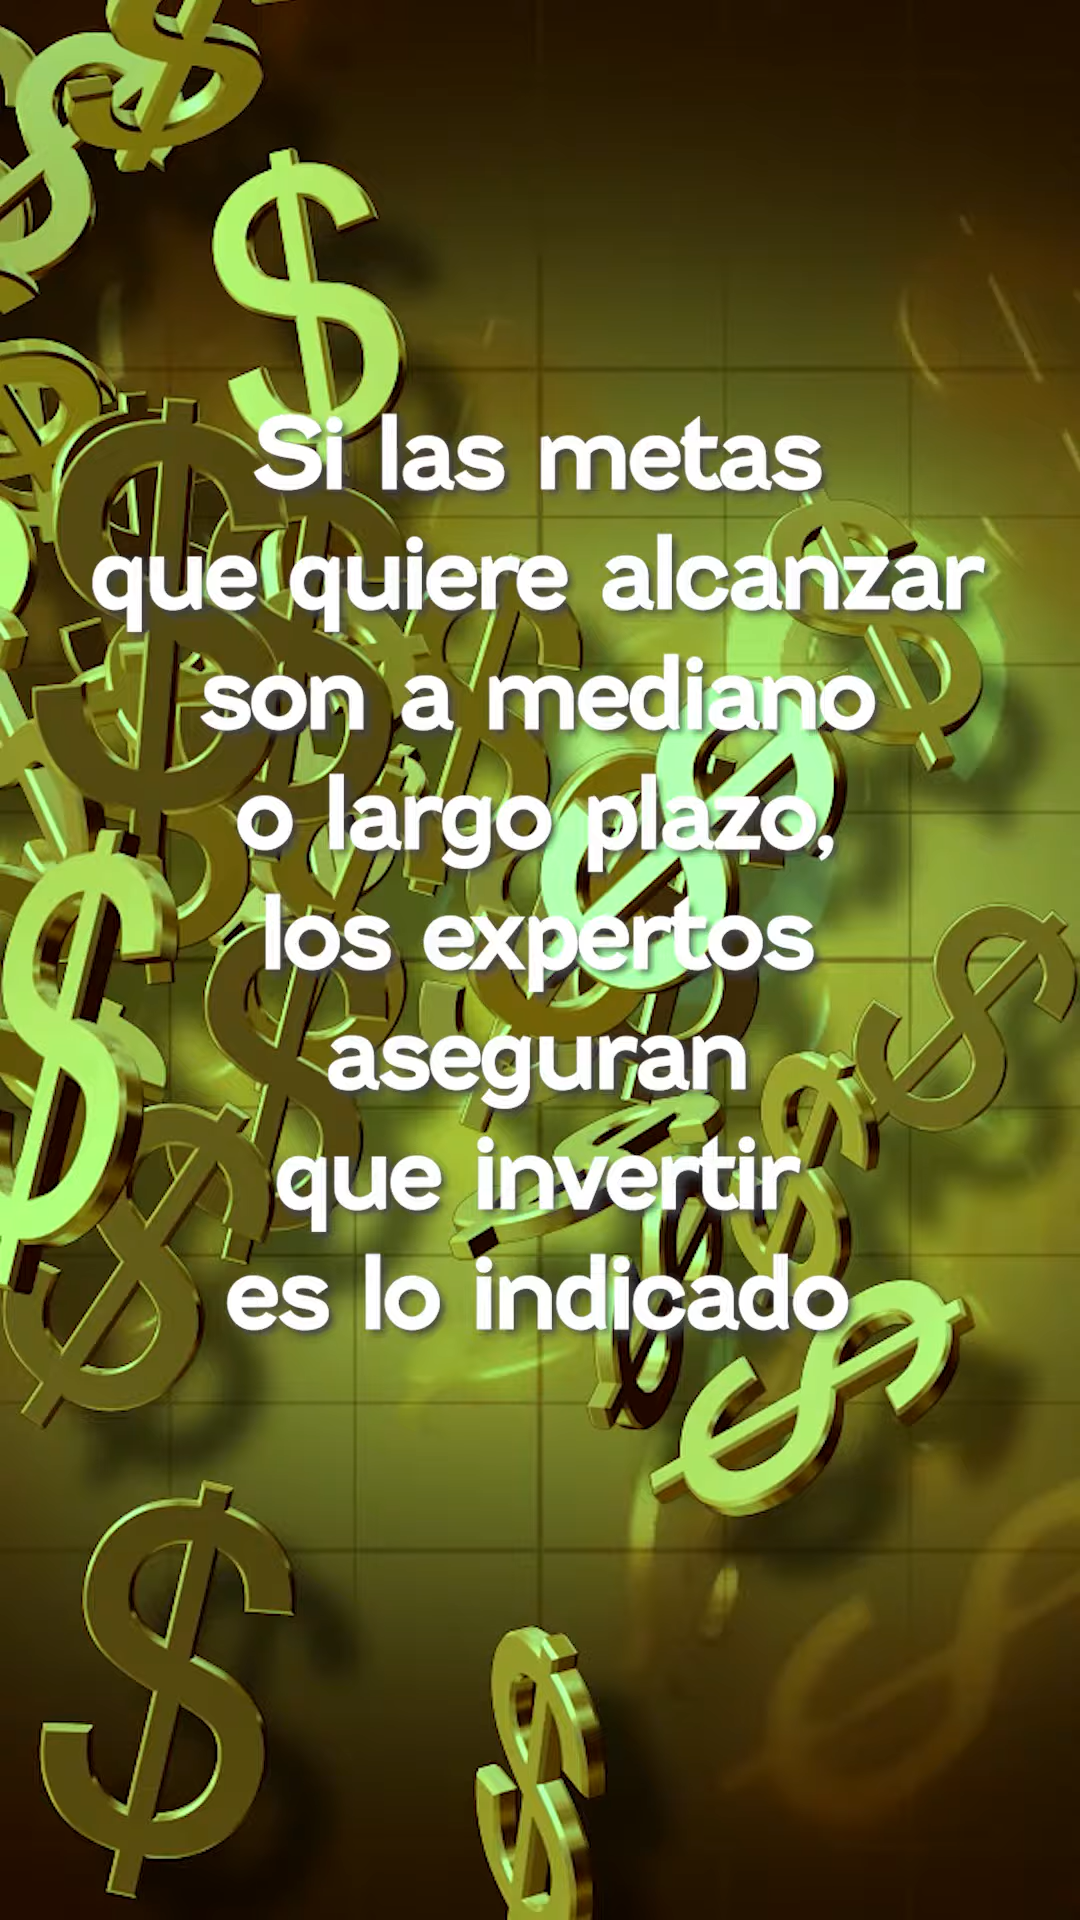 Si las metas
que quiere alcanzar
son a mediano
o largo plazo,
los expertos
aseguran
que invertir
es lo indicado